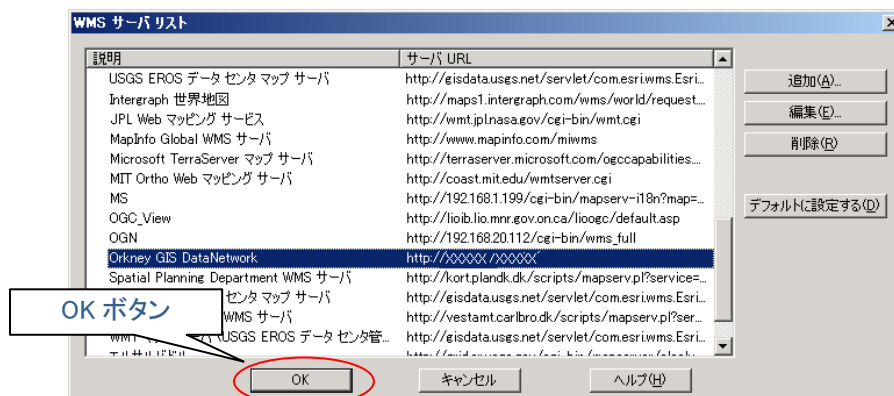 WMS サーバ リスト
説明 サーバ URL
USGS EROS データ センタ マップ サーバ http://gisdata.usgs.net/servlet/com.esri.wms.Esri...
Intergraph 世界地図 http://maps1.intergraph.com/wms/world/request....
JPL Web マッピング サービス http://wmt.jpl.nasa.gov/cgi-bin/wmt.cgi
MapInfo Global WMS サーバ http://www.mapinfo.com/miwms
Microsoft TerraServer マップ サーバ http://terraserver.microsoft.com/ogccapabilities....
MIT Ortho Web マッピング サーバ http://coast.mit.edu/wmtserver.cgi
MS http://192.168.1.199/cgi-bin/mapserv-i18n?map=...
OGC_View http://lioib.lio.mnr.gov.on.ca/lioogc/default.asp
OGN http://192.168.20.112/cgi-bin/wms_full
Orkney GIS DataNetwork http://XXXXX/XXXXX
Spatial Planning Department WMS サーバ http://kort.plandk.dk/scripts/mapserv.pl?service=...
センタ マップ サーバ http://gisdata.usgs.net/servlet/com.esri.wms.Esri...
WMS サーバ http://vestamt.carlbro.dk/scripts/mapserv.pl?ser...
(USGS EROS データ センタ管... http://gisdata.usgs.net/servlet/com.esri.wms.Esri...
追加(A)...
編集(E)...
削除(R)
デフォルトに設定する(D)
OK ボタン
OK キャンセル ヘルプ(H)